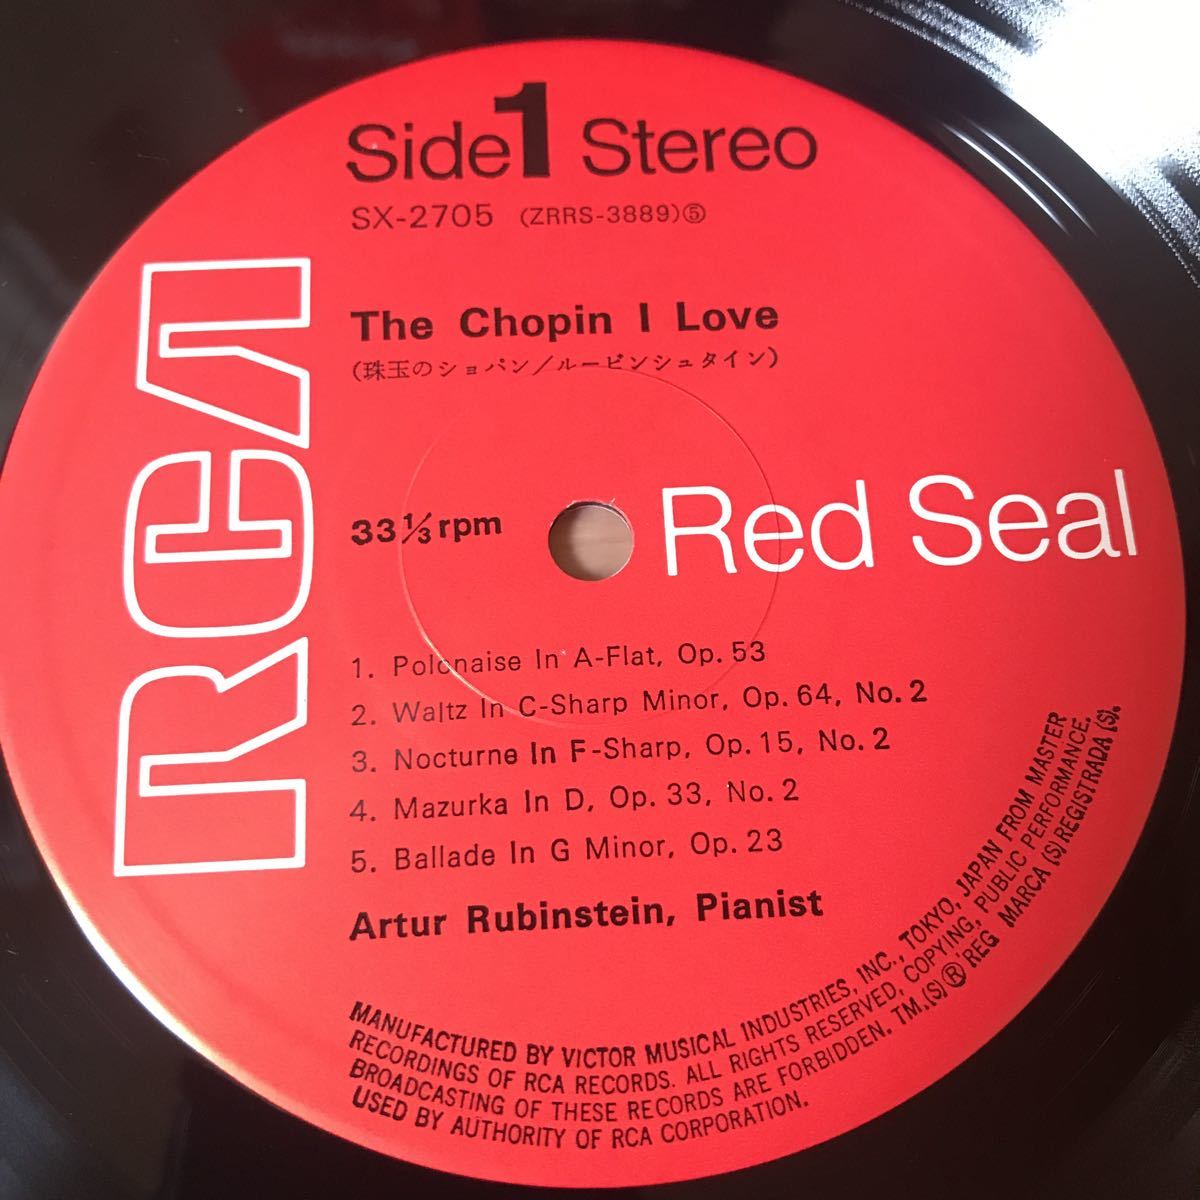 Side 1 Stereo
SX-2705 (ZRRS-3889)⑤
The Chopin I Love
(珠玉のショパン/ルービンシュタイン)
RCA
33⅓rpm
Red Seal
1. Polonaise In A-Flat, Op. 53
2. Waltz In C-Sharp Minor, Op. 64, No. 2
3. Nocturne In F-Sharp, Op. 15, No. 2
4. Mazurka In D, Op. 33, No. 2
5. Ballade In G Minor, Op. 23
Artur Rubinstein, Pianist
MANUFACTURED BY VICTOR MUSICAL INDUSTRIES, INC., TOKYO, JAPAN FROM MASTER
RECORDINGS OF RCA RECORDS. ALL RIGHTS RESERVED, COPYING, PUBLIC PERFORMANCE,
BROADCASTING OF THESE RECORDS ARE FORBIDDEN. TM.(S)® REG MARCA (S) REGISTRADA (S).
USED BY AUTHORITY OF RCA CORPORATION.